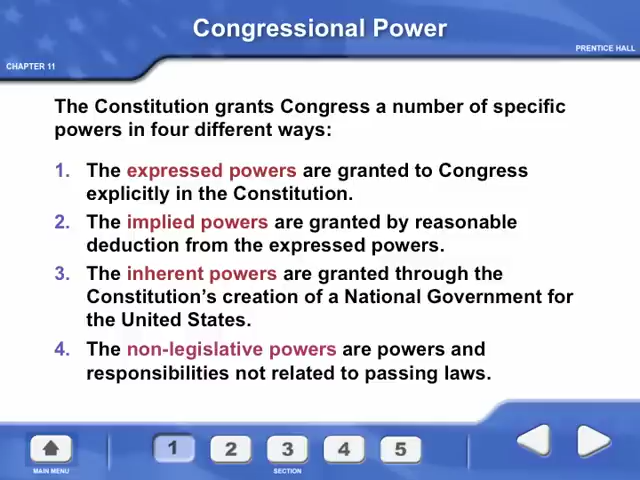 Congressional Power
PRENTICE HALL
CHAPTER 11
The Constitution grants Congress a number of specific
powers in four different ways:
1. The expressed powers are granted to Congress
explicitly in the Constitution.
2. The implied powers are granted by reasonable
deduction from the expressed powers.
3. The inherent powers are granted through the
Constitution’s creation of a National Government for
the United States.
4. The non-legislative powers are powers and
responsibilities not related to passing laws.
1 2 3 4 5
MAIN MENU
SECTION